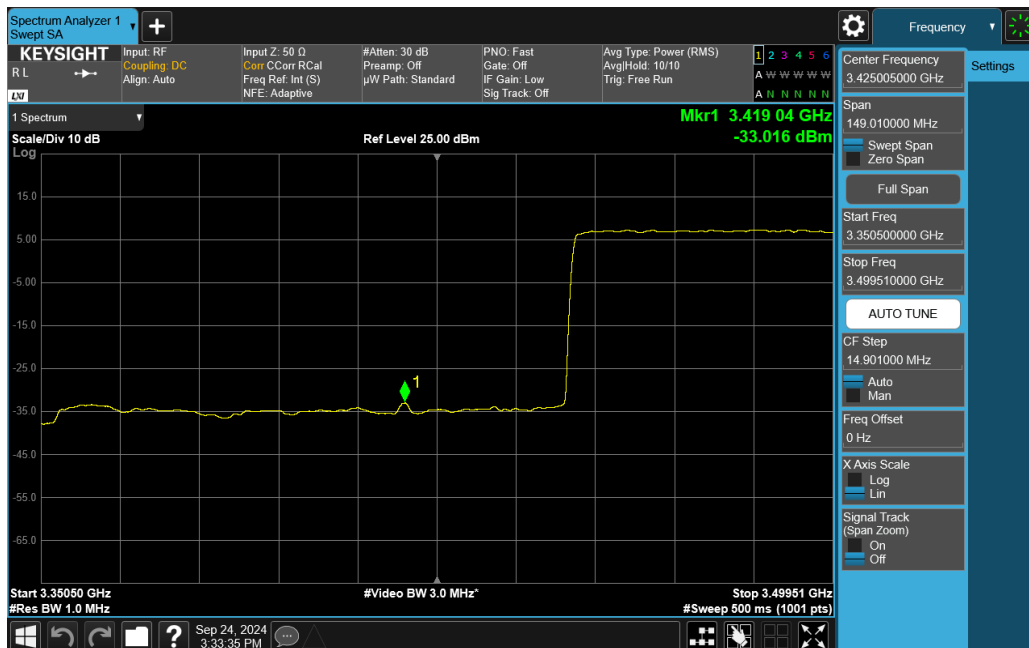 Spectrum Analyzer 1
Swept SA
Frequency
KEYSIGHT
R L
LXI
Input: RF
Coupling: DC
Align: Auto
Input Z: 50 Ω
Corr CCorr RCal
Freq Ref: Int (S)
NFE: Adaptive
#Atten: 30 dB
Preamp: Off
µW Path: Standard
PNO: Fast
Gate: Off
IF Gain: Low
Sig Track: Off
Avg Type: Power (RMS)
Avg|Hold: 10/10
Trig: Free Run
1 2 3 4 5 6
A W W W W W
A N N N N N
1 Spectrum
Scale/Div 10 dB
Ref Level 25.00 dBm
Mkr1 3.419 04 GHz
-33.016 dBm
Log
15.0
5.00
-5.00
-15.0
-25.0
-35.0
-45.0
-55.0
-65.0
1
Start 3.35050 GHz
#Video BW 3.0 MHz*
Stop 3.49951 GHz
#Res BW 1.0 MHz
#Sweep 500 ms (1001 pts)
Center Frequency
3.425005000 GHz
Settings
Span
149.010000 MHz
Swept Span
Zero Span
Full Span
Start Freq
3.350500000 GHz
Stop Freq
3.499510000 GHz
AUTO TUNE
CF Step
14.901000 MHz
Auto
Man
Freq Offset
0 Hz
X Axis Scale
Log
Lin
Signal Track
(Span Zoom)
On
Off
?
Sep 24, 2024
3:33:35 PM